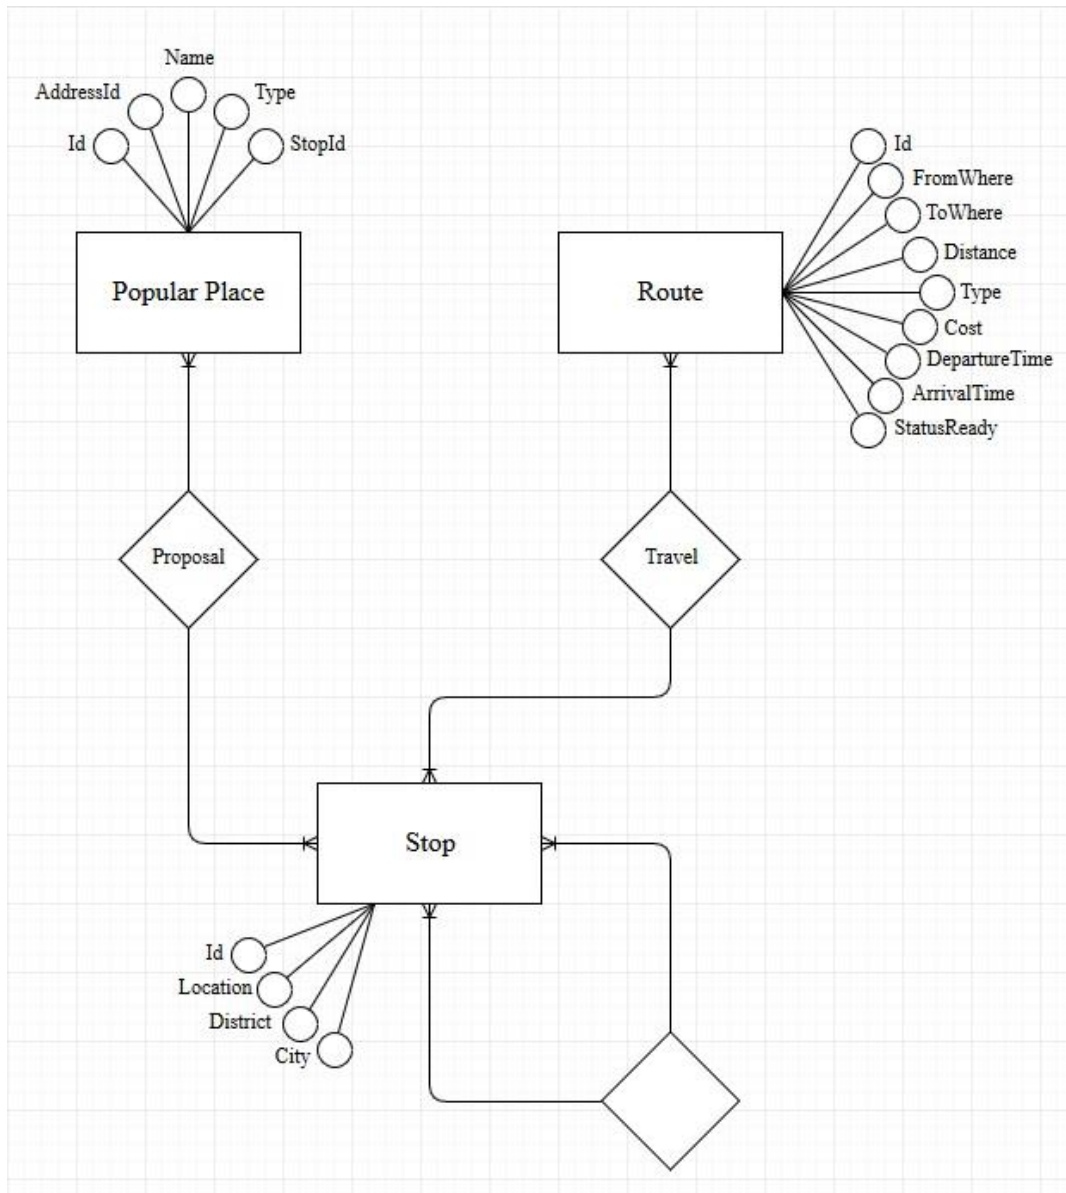 Name
AddressId
Type
Id
StopId
Id
FromWhere
ToWhere
Distance
Type
Cost
DepartureTime
ArrivalTime
StatusReady
Popular Place
Route
Proposal
Travel
Stop
Id
Location
District
City